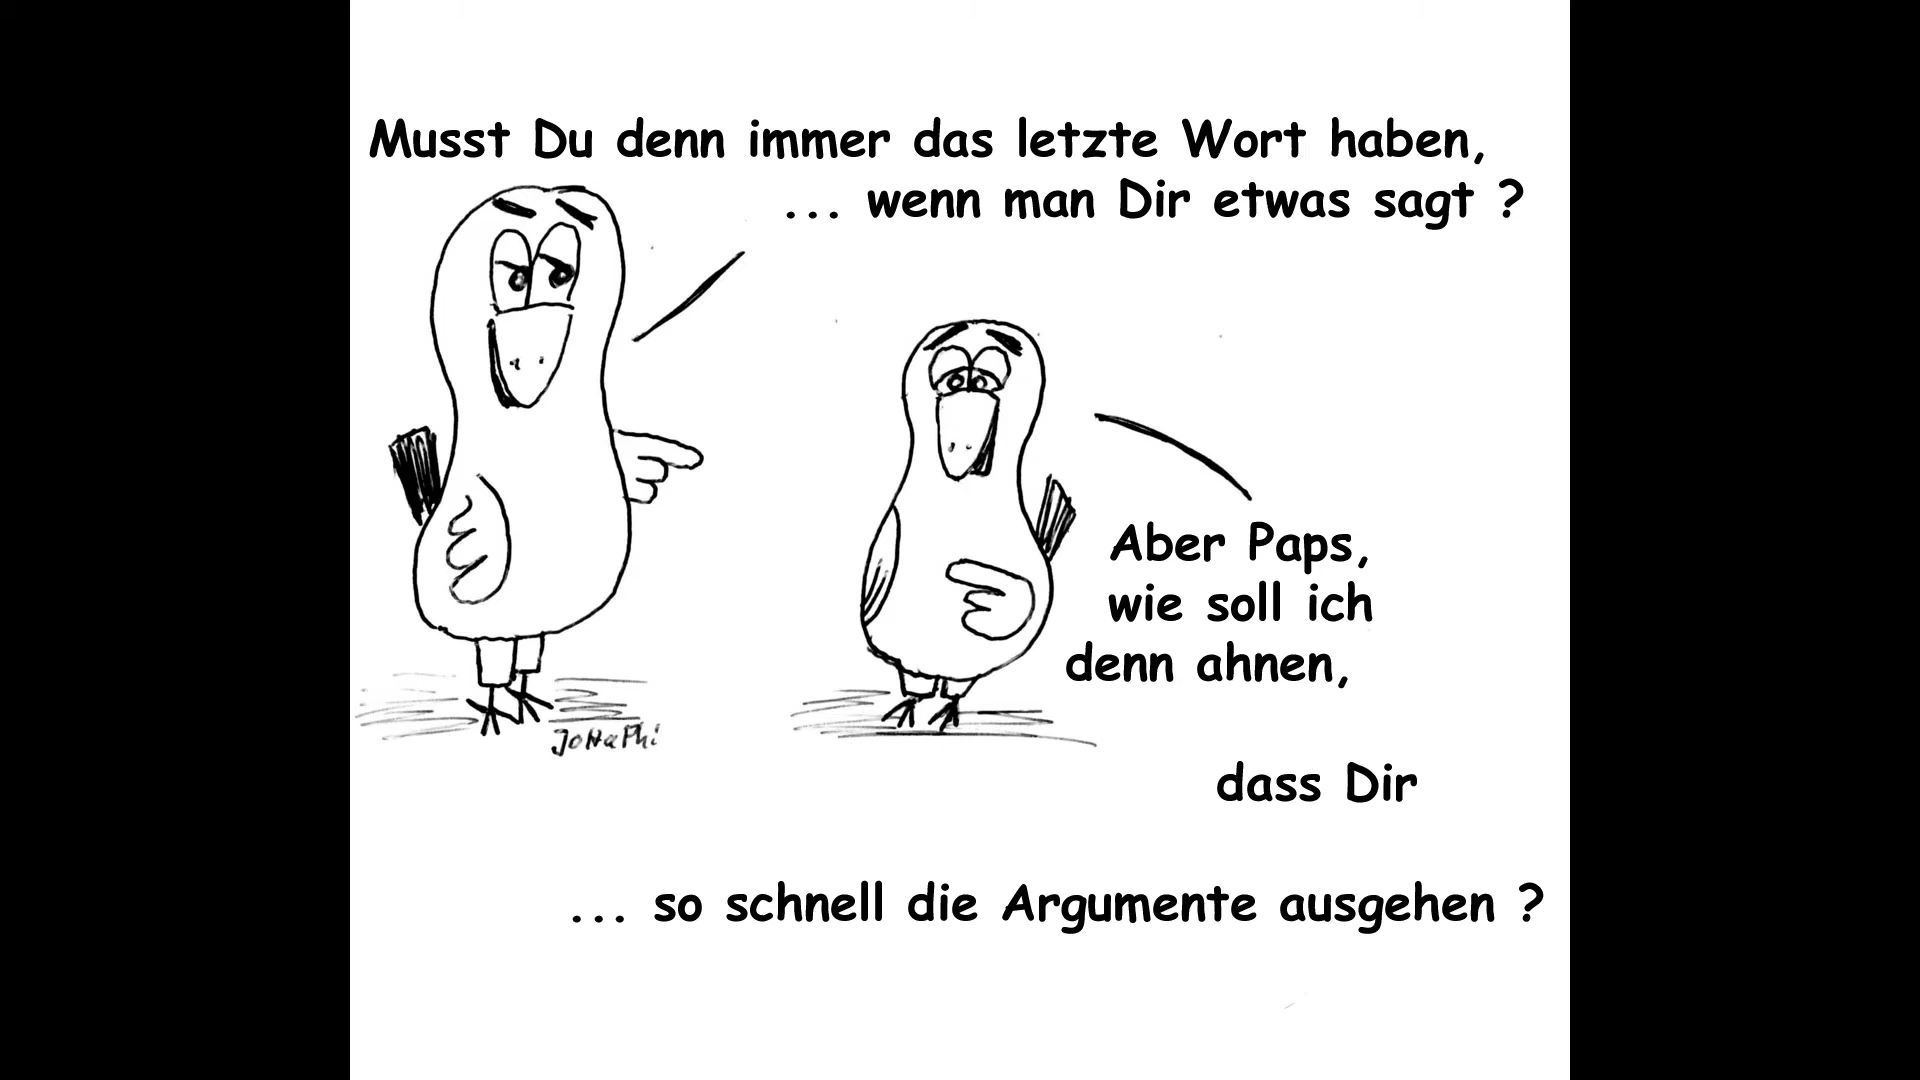 Musst Du denn immer das letzte Wort haben,
... wenn man Dir etwas sagt ?
Aber Paps,
wie soll ich
denn ahnen,
dass Dir
... so schnell die Argumente ausgehen ?
JoHaPhi